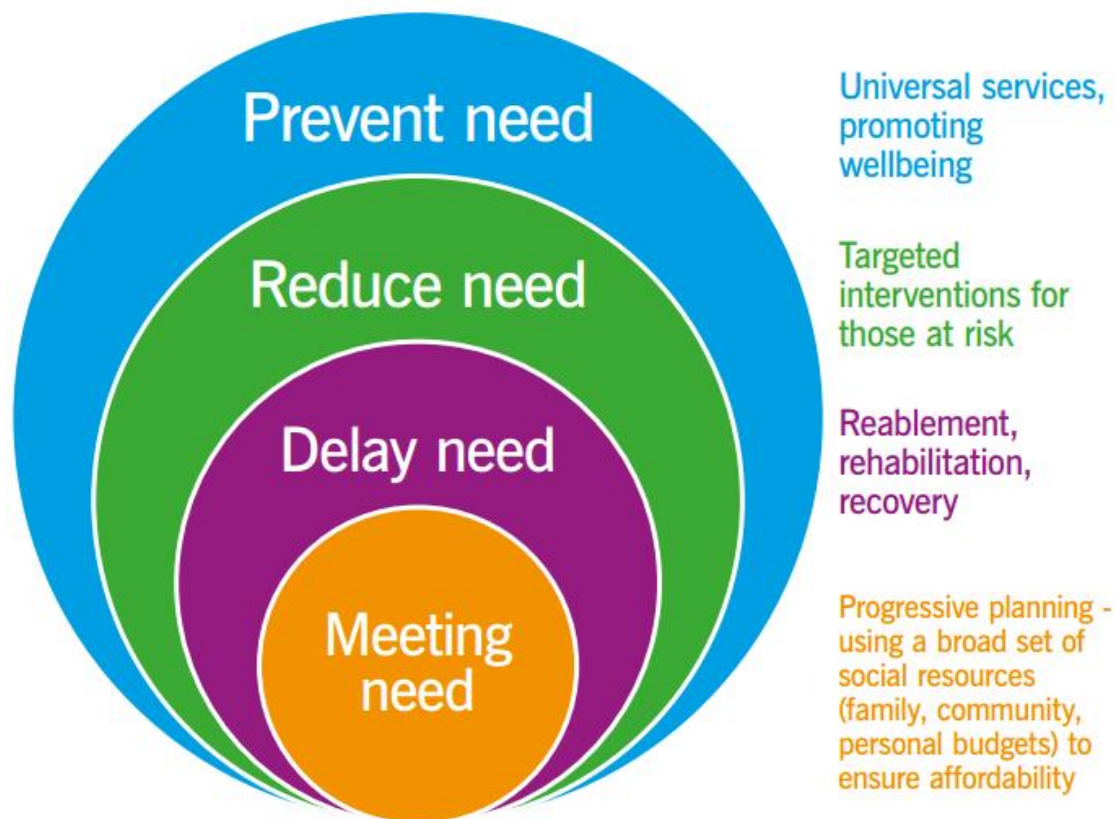 Prevent need
Universal services,
promoting
wellbeing
Reduce need
Targeted
interventions for
those at risk
Delay need
Reablement,
rehabilitation,
recovery
Meeting
need
Progressive planning -
using a broad set of
social resources
(family, community,
personal budgets) to
ensure affordability